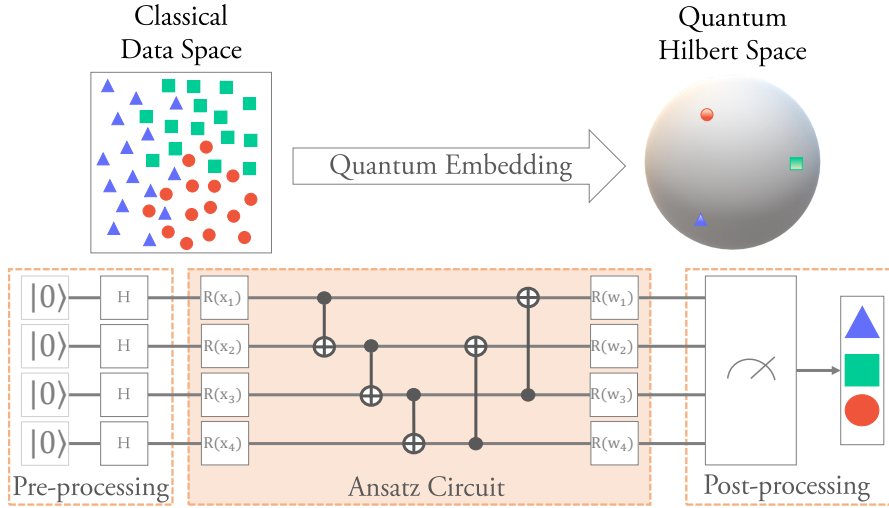 Classical
Data Space
Quantum
Hilbert Space
Quantum Embedding
|0⟩ H R(x₁) R(w₁)
|0⟩ H R(x₂) R(w₂)
|0⟩ H R(x₃) R(w₃)
|0⟩ H R(x₄) R(w₄)
Pre-processing
Ansatz Circuit
Post-processing